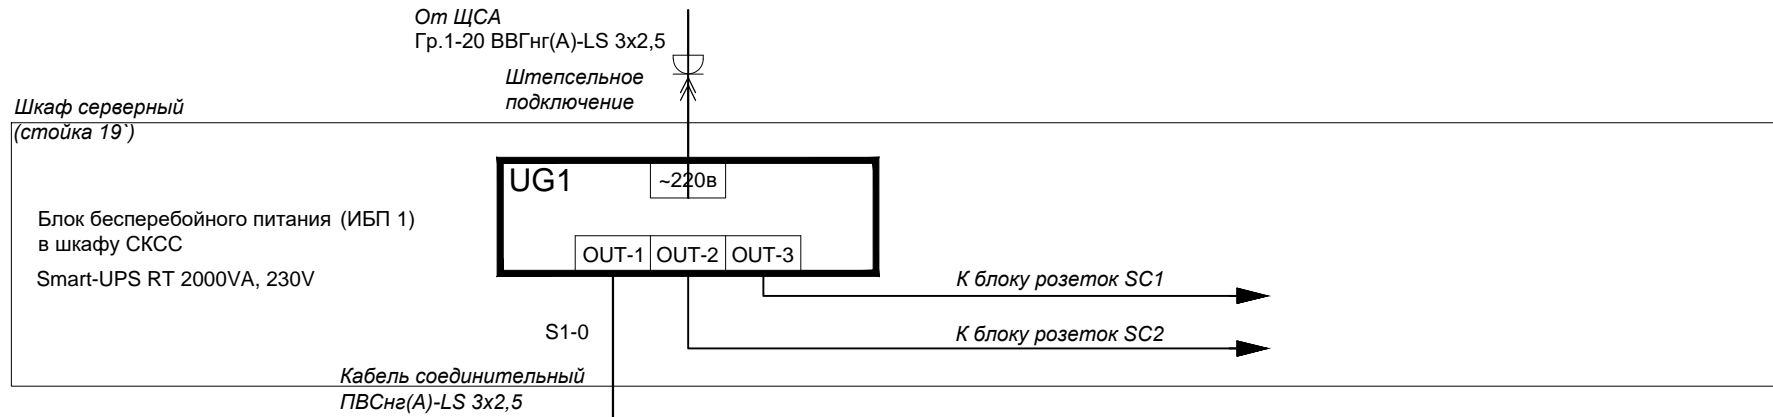 От ЩСА
Гр.1-20 ВВГнг(А)-LS 3х2,5
Штепсельное
подключение
Шкаф серверный
(стойка 19`)
UG1
~220в
Блок бесперебойного питания (ИБП 1)
в шкафу СКСС
Smart-UPS RT 2000VA, 230V
OUT-1 OUT-2 OUT-3
К блоку розеток SC1
S1-0
К блоку розеток SC2
Кабель соединительный
ПВСнг(А)-LS 3х2,5